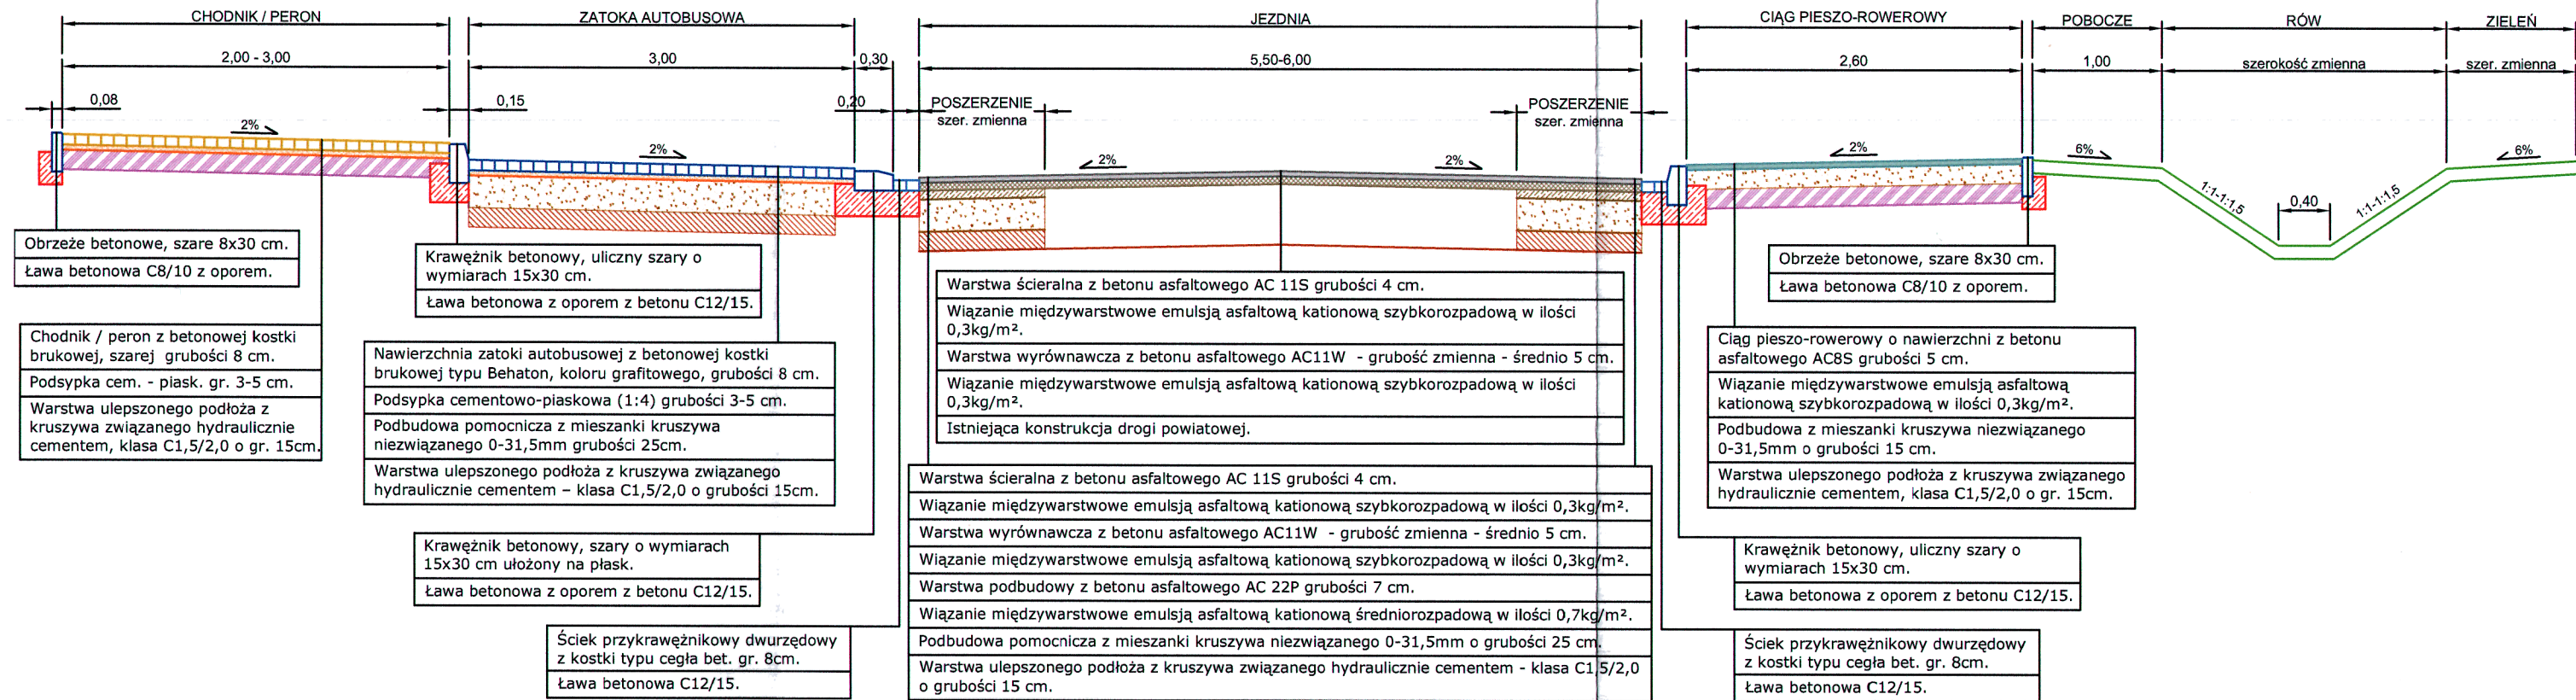 CHODNIK / PERON
ZATOKA AUTOBUSOWA
JEZDNIA
CIĄG PIESZO-ROWEROWY
POBOCZE
RÓW
ZIELEŃ
2,00 - 3,00
3,00
0,30
5,50-6,00
2,60
1,00
szerokość zmienna
szer. zmienna
0,08
0,15
0,20
POSZERZENIE
szer. zmienna
POSZERZENIE
szer. zmienna
2%
2%
2%
2%
2%
6%
6%
1:1-1:1,5
0,40
1:1-1:1,5
Obrzeże betonowe, szare 8x30 cm.
Ława betonowa C8/10 z oporem.
Chodnik / peron z betonowej kostki
brukowej, szarej grubości 8 cm.
Podsypka cem. - piask. gr. 3-5 cm.
Warstwa ulepszonego podłoża z
kruszywa związanego hydraulicznie
cementem, klasa C1,5/2,0 o gr. 15cm.
Krawężnik betonowy, uliczny szary o
wymiarach 15x30 cm.
Ława betonowa z oporem z betonu C12/15.
Nawierzchnia zatoki autobusowej z betonowej kostki
brukowej typu Behaton, koloru grafitowego, grubości 8 cm.
Podsypka cementowo-piaskowa (1:4) grubości 3-5 cm.
Podbudowa pomocnicza z mieszanki kruszywa
niezwiązanego 0-31,5mm grubości 25cm.
Warstwa ulepszonego podłoża z kruszywa związanego
hydraulicznie cementem – klasa C1,5/2,0 o grubości 15cm.
Krawężnik betonowy, szary o wymiarach
15x30 cm ułożony na płask.
Ława betonowa z oporem z betonu C12/15.
Ściek przykrawężnikowy dwurzędowy
z kostki typu cegła bet. gr. 8cm.
Ława betonowa C12/15.
Warstwa ścieralna z betonu asfaltowego AC 11S grubości 4 cm.
Wiązanie międzywarstwowe emulsją asfaltową kationową szybkorozpadową w ilości
0,3kg/m².
Warstwa wyrównawcza z betonu asfaltowego AC11W - grubość zmienna - średnio 5 cm.
Wiązanie międzywarstwowe emulsją asfaltową kationową szybkorozpadową w ilości
0,3kg/m².
Istniejąca konstrukcja drogi powiatowej.
Warstwa ścieralna z betonu asfaltowego AC 11S grubości 4 cm.
Wiązanie międzywarstwowe emulsją asfaltową kationową szybkorozpadową w ilości 0,3kg/m².
Warstwa wyrównawcza z betonu asfaltowego AC11W - grubość zmienna - średnio 5 cm.
Wiązanie międzywarstwowe emulsją asfaltową kationową szybkorozpadową w ilości 0,3kg/m².
Warstwa podbudowy z betonu asfaltowego AC 22P grubości 7 cm.
Wiązanie międzywarstwowe emulsją asfaltową kationową średniorozpadową w ilości 0,7kg/m².
Podbudowa pomocnicza z mieszanki kruszywa niezwiązanego 0-31,5mm o grubości 25 cm.
Warstwa ulepszonego podłoża z kruszywa związanego hydraulicznie cementem - klasa C1,5/2,0
o grubości 15 cm.
Obrzeże betonowe, szare 8x30 cm.
Ława betonowa C8/10 z oporem.
Ciąg pieszo-rowerowy o nawierzchni z betonu
asfaltowego AC8S grubości 5 cm.
Wiązanie międzywarstwowe emulsją asfaltową
kationową szybkorozpadową w ilości 0,3kg/m².
Podbudowa z mieszanki kruszywa niezwiązanego
0-31,5mm o grubości 15 cm.
Warstwa ulepszonego podłoża z kruszywa związanego
hydraulicznie cementem, klasa C1,5/2,0 o gr. 15cm.
Krawężnik betonowy, uliczny szary o
wymiarach 15x30 cm.
Ława betonowa z oporem z betonu C12/15.
Ściek przykrawężnikowy dwurzędowy
z kostki typu cegła bet. gr. 8cm.
Ława betonowa C12/15.